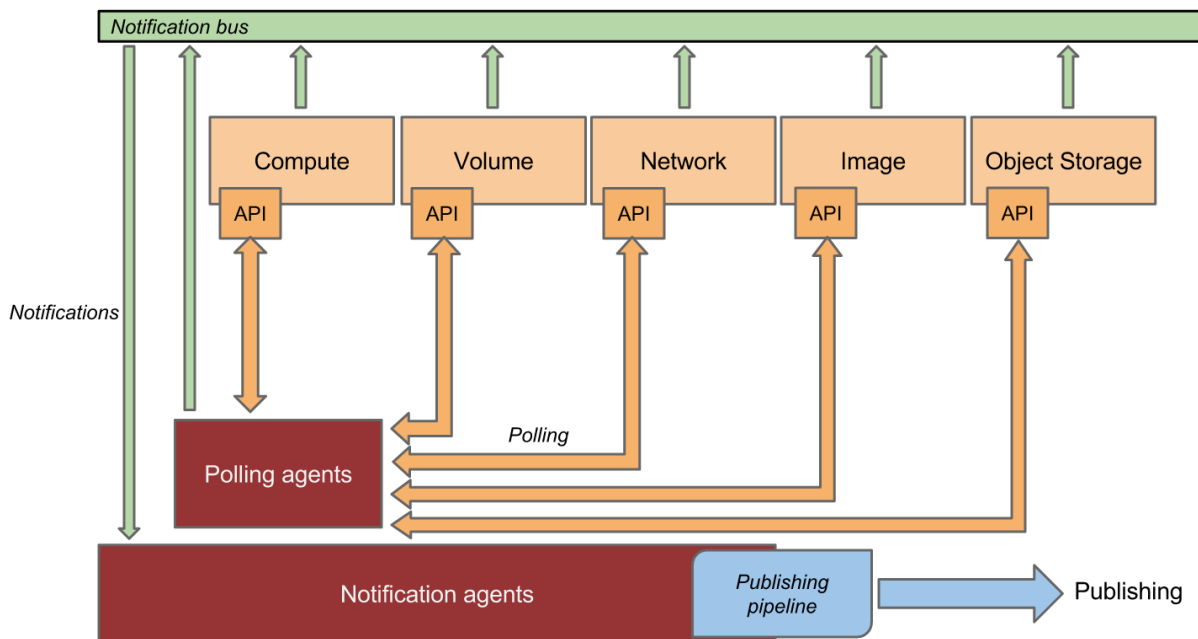 Notification bus
Compute
Volume
Network
Image
Object Storage
API
API
API
API
API
Notifications
Polling
Polling agents
Notification agents
Publishing
pipeline
Publishing